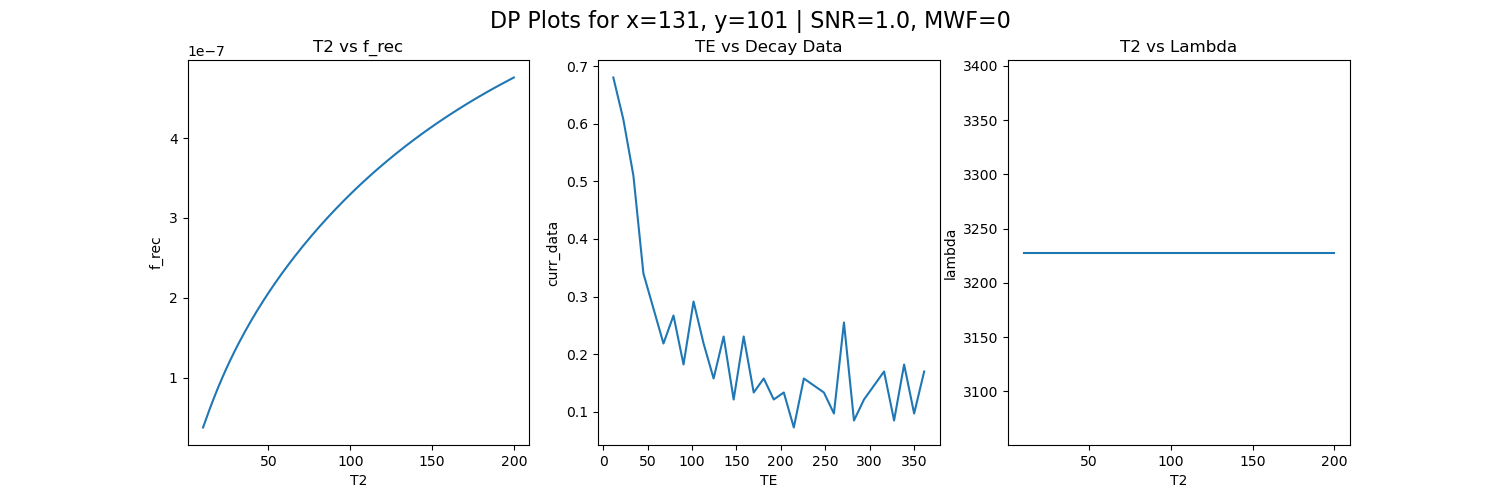 DP Plots for x=131, y=101 | SNR=1.0, MWF=0
T2 vs f_rec
1e−7
f_rec
4
3
2
1
50 100 150 200
T2
TE vs Decay Data
curr_data
0.7
0.6
0.5
0.4
0.3
0.2
0.1
0 50 100 150 200 250 300 350
TE
T2 vs Lambda
lambda
3400
3350
3300
3250
3200
3150
3100
50 100 150 200
T2